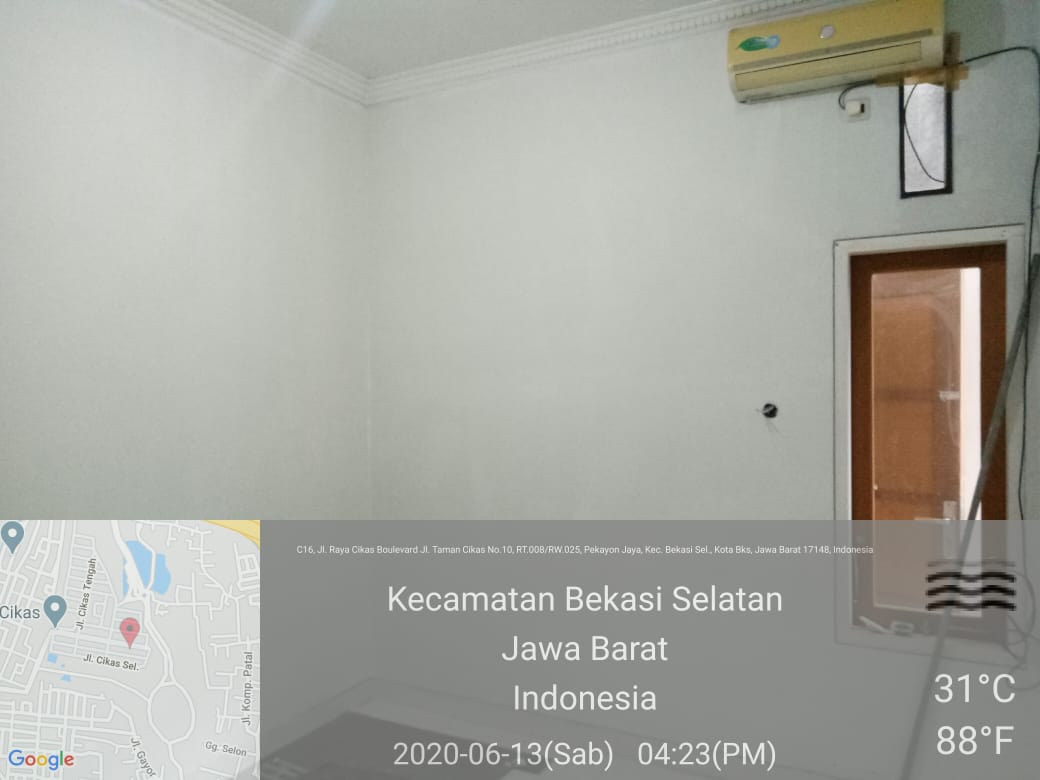 C16, Jl. Raya Cikas Boulevard Jl. Taman Cikas No.10, RT.008/RW.025, Pekayon Jaya, Kec. Bekasi Sel., Kota Bks, Jawa Barat 17148, Indonesia
Kecamatan Bekasi Selatan
Jawa Barat
Indonesia
2020-06-13(Sab) 04:23(PM)
31°C
88°F
Cikas
Jl. Cikas Tengah
Jl. Cikas Sel.
Jl. Komp. Patal
Jl. Gayor
Gg. Selon
Google